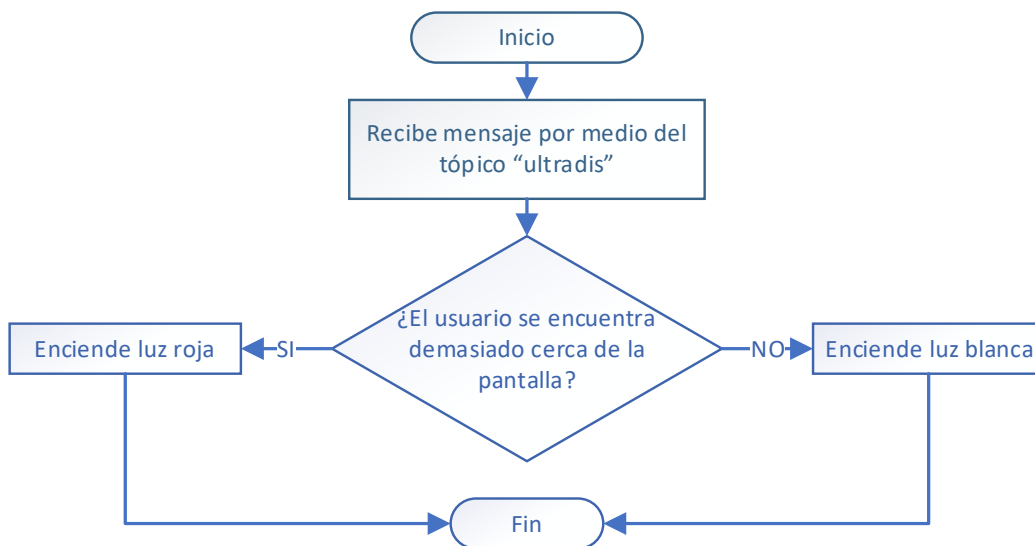 Inicio
Recibe mensaje por medio del
tópico “ultradis”
¿El usuario se encuentra
demasiado cerca de la
pantalla?
SI
NO
Enciende luz roja
Enciende luz blanca
Fin